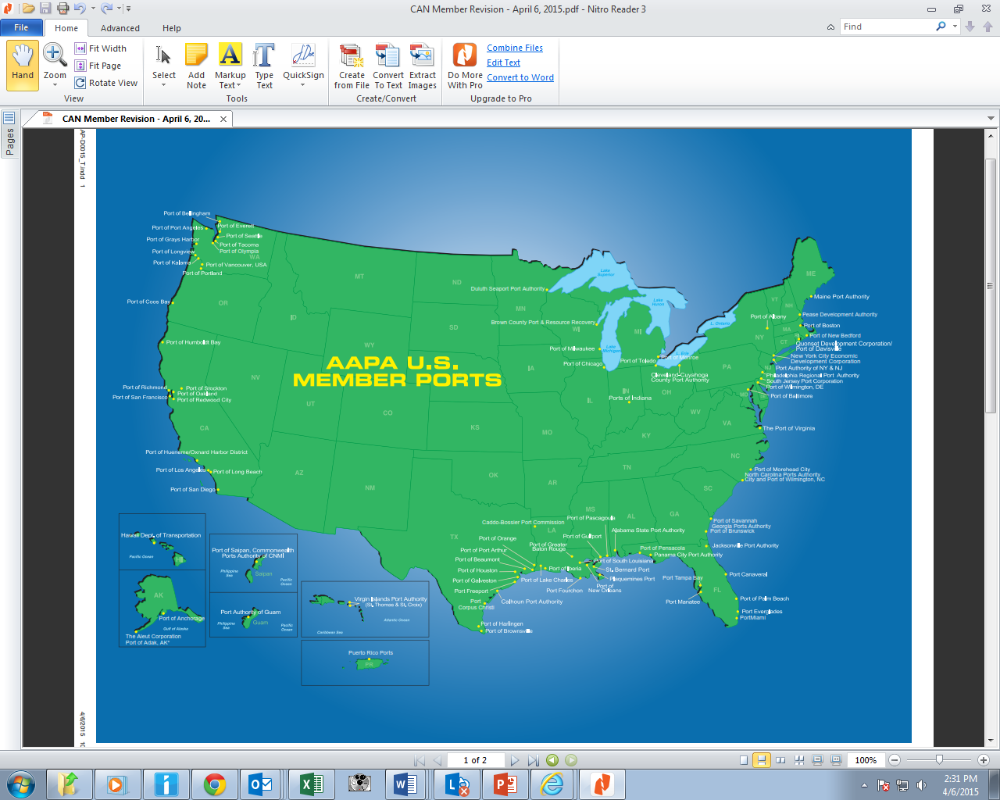 CAN Member Revision - April 6, 2015.pdf - Nitro Reader 3
File
Home
Advanced
Help
Find
Hand
Zoom
Fit Width
Fit Page
Rotate View
View
Select
Add
Note
Markup
Text
Type
Text
QuickSign
Tools
Create
from File
Convert
To Text
Extract
Images
Create/Convert
Do More
With Pro
Combine Files
Edit Text
Convert to Word
Upgrade to Pro
Pages
CAN Member Revision - April 6, 20...
AP-D0015_T.indd 1
Port of Bellingham
Port of Everett
Port of Port Angeles
Port of Seattle
Port of Grays Harbor
Port of Tacoma
Port of Olympia
Port of Longview
WA
Port of Kalama
Port of Vancouver, USA
Port of Portland
Port of Coos Bay
OR
ID
MT
ND
SD
WY
MN
WI
IA
MI
Lake
Superior
Lake
Huron
Lake
Michigan
L. Ontario
L. Erie
Duluth Seaport Authority
Brown County Port & Resource Recovery
Port of Milwaukee
Port of Chicago
Port of Toledo
Port of Monroe
Cleveland-Cuyahoga
County Port Authority
Ports of Indiana
ME
VT
NH
MA
CT
RI
NY
NJ
PA
MD
DE
Port of Albany
Maine Port Authority
Pease Development Authority
Port of Boston
Port of New Bedford
Quonset Development Corporation/
Port of Davisville
New York City Economic
Development Corporation
Port Authority of NY & NJ
Philadelphia Regional Port Authority
South Jersey Port Corporation
Port of Wilmington, DE
Port of Baltimore
The Port of Virginia
AAPA U.S.
MEMBER PORTS
Port of Humboldt Bay
Port of Richmond
Port of Stockton
Port of Oakland
Port of San Francisco
Port of Redwood City
NV
UT
CO
KS
MO
IL
IN
OH
KY
WV
VA
CA
Port of Hueneme/Oxnard Harbor District
Port of Los Angeles
Port of Long Beach
Port of San Diego
AZ
NM
OK
AR
TN
NC
SC
Port of Morehead City
North Carolina Ports Authority
City and Port of Wilmington, NC
TX
LA
MS
AL
GA
FL
Port of Savannah
Georgia Ports Authority
Port of Brunswick
Jacksonville Port Authority
Port Canaveral
Port of Palm Beach
Port Everglades
PortMiami
Port Tampa Bay
Port Manatee
Port of Pensacola
Panama City Port Authority
Alabama State Port Authority
Port of Pascagoula
Port of Gulfport
Caddo-Bossier Port Commission
Port of Greater
Baton Rouge
Port of South Louisiana
St. Bernard Port
Plaquemines Port
Port of
New Orleans
Port Fourchon
Port of Iberia
Port of Lake Charles
Port of Orange
Port of Port Arthur
Port of Beaumont
Port of Houston
Port of Galveston
Port Freeport
Calhoun Port Authority
Port
Corpus Christi
Port of Harlingen
Port of Brownsville
Hawaii Dept. of Transportation
Pacific Ocean
HI
AK
Port of Anchorage
Gulf of Alaska
The Aleut Corporation
Port of Adak, AK*
Port of Saipan, Commonwealth
Ports Authority of CNMI
Philippine
Sea
Saipan
Pacific
Ocean
Port Authority of Guam
Philippine
Sea
Guam
Pacific
Ocean
Virgin Islands Port Authority
(St. Thomas & St. Croix)
Atlantic Ocean
Caribbean Sea
Puerto Rico Ports
PR
4/6/2015 10
1 of 2
100%
2:31 PM
4/6/2015